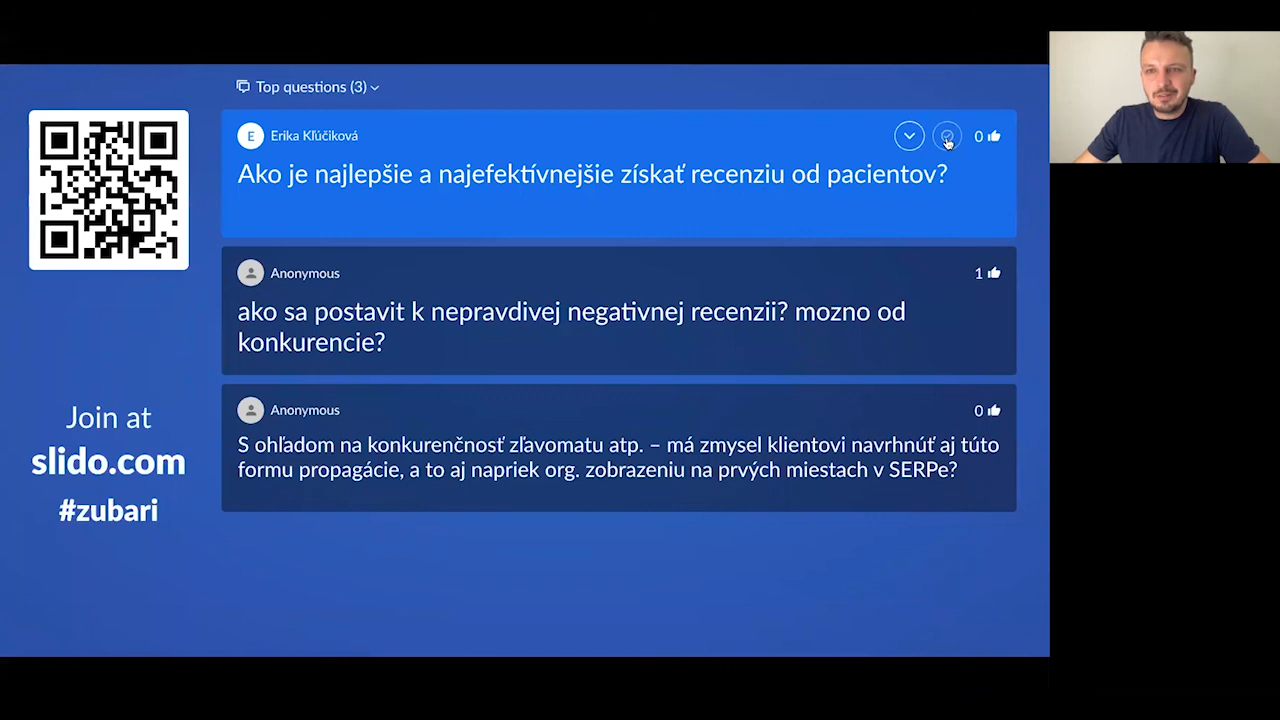 Top questions (3)
E Erika Kľúčiková
0
Ako je najlepšie a najefektívnejšie získať recenziu od pacientov?
Anonymous
1
ako sa postavit k nepravdivej negativnej recenzii? mozno od
konkurencie?
Anonymous
0
S ohľadom na konkurenčnosť zľavomatu atp. – má zmysel klientovi navrhnúť aj túto
formu propagácie, a to aj napriek org. zobrazeniu na prvých miestach v SERPe?
Join at
slido.com
#zubari